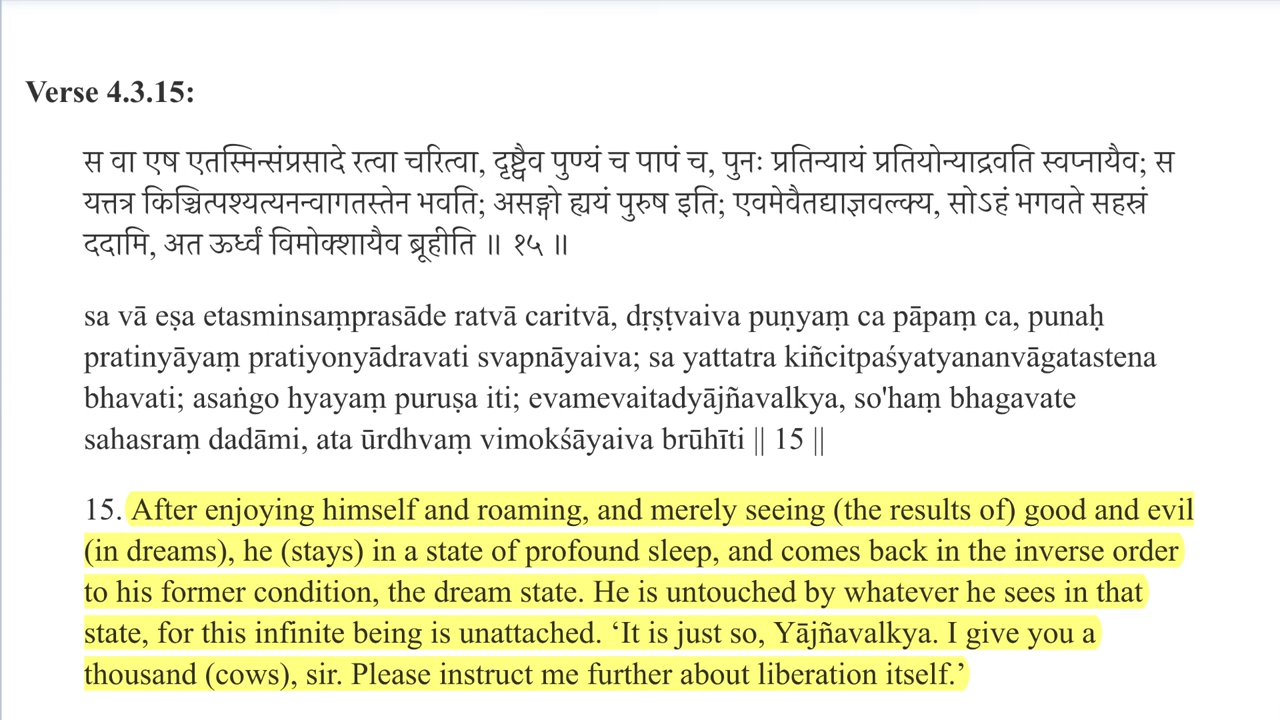 Verse 4.3.15:
स वा एष एतस्मिन्संप्रसादे रत्वा चरित्वा, दृष्ट्वैव पुण्यं च पापं च, पुनः प्रतिन्यायं प्रतियोन्याद्रवति स्वप्नायैव; स
यत्तत्र किञ्चित्पश्यत्यनन्वागतस्तेन भवति; असङ्गो ह्ययं पुरुष इति; एवमेवैतद्याज्ञवल्क्य, सोऽहं भगवते सहस्रं
ददामि, अत ऊर्ध्वं विमोक्शायैव ब्रूहीति ॥ १५ ॥
sa vā eṣa etasminsaṃprasāde ratvā caritvā, dṛṣṭvaiva puṇyaṃ ca pāpaṃ ca, punaḥ
pratinyāyaṃ pratiyonyādravati svapnāyaiva; sa yattatra kiñcitpaśyatyananvāgatastena
bhavati; asaṅgo hyayaṃ puruṣa iti; evamevaitadyājñavalkya, so'haṃ bhagavate
sahasraṃ dadāmi, ata ūrdhvaṃ vimokśāyaiva brūhīti || 15 ||
15. After enjoying himself and roaming, and merely seeing (the results of) good and evil
(in dreams), he (stays) in a state of profound sleep, and comes back in the inverse order
to his former condition, the dream state. He is untouched by whatever he sees in that
state, for this infinite being is unattached. ‘It is just so, Yājñavalkya. I give you a
thousand (cows), sir. Please instruct me further about liberation itself.’